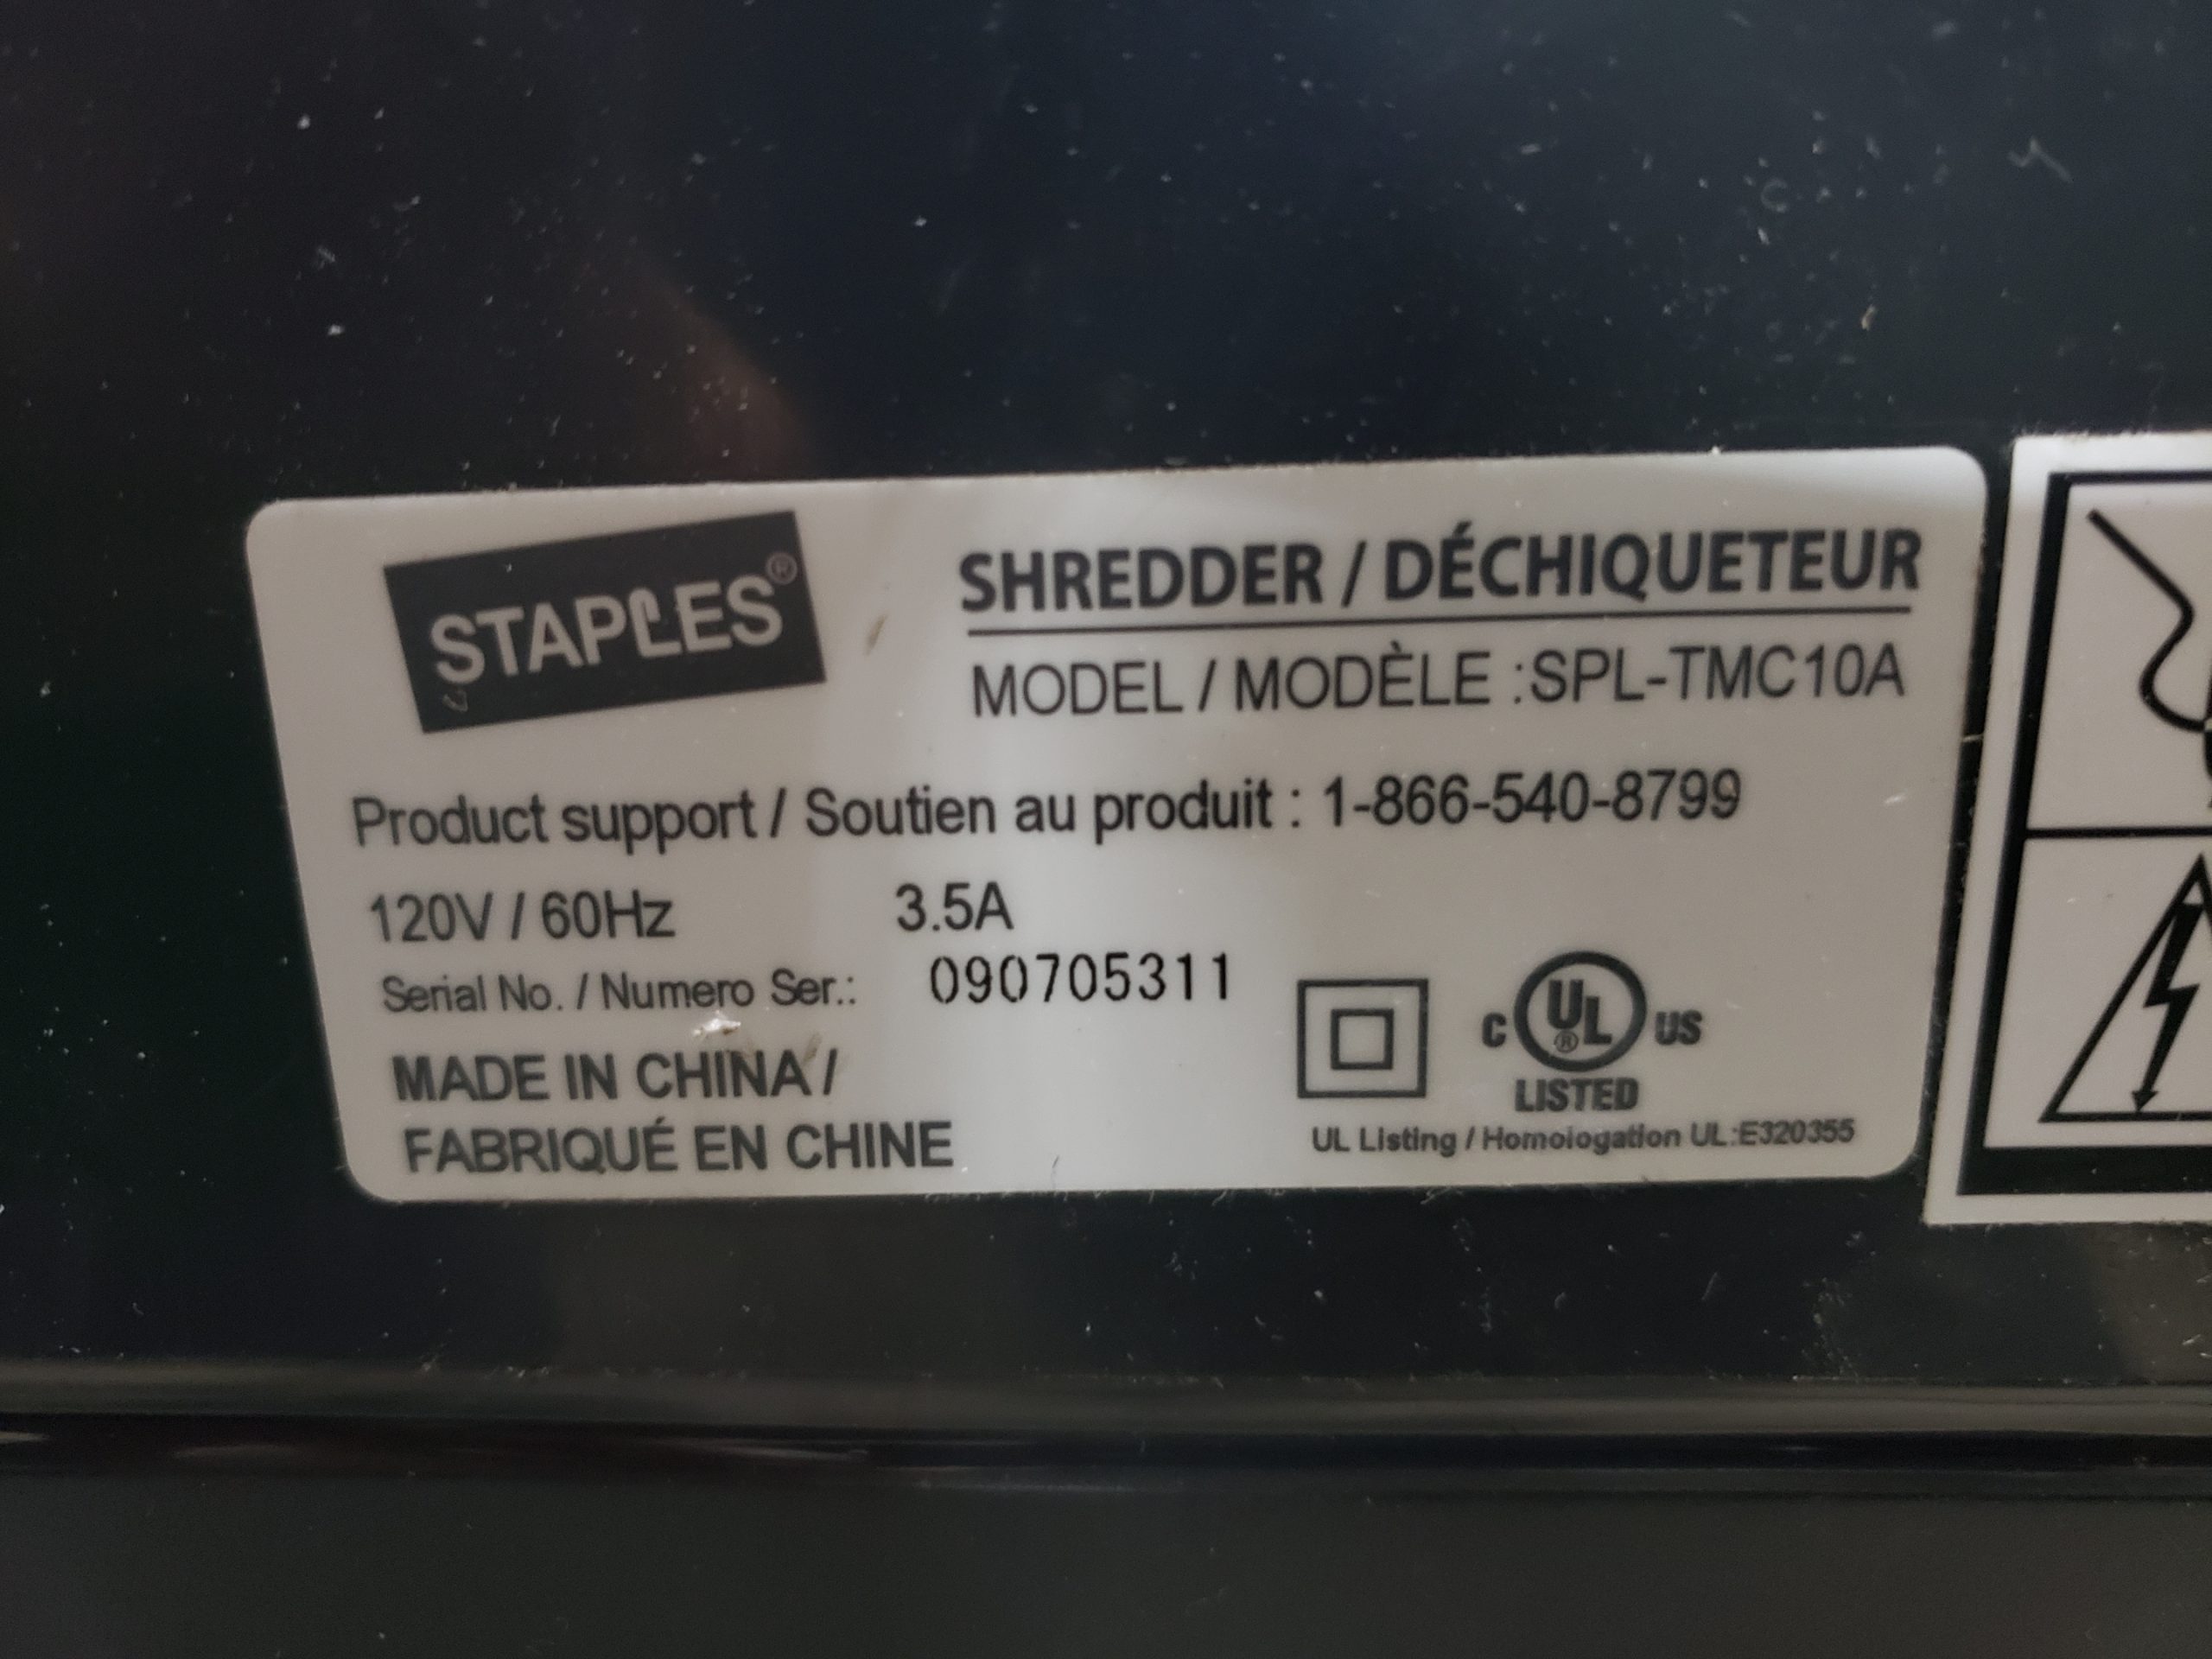 STAPLES®
SHREDDER / DÉCHIQUETEUR
MODEL / MODÈLE :SPL-TMC10A
Product support / Soutien au produit : 1-866-540-8799
120V / 60Hz 3.5A
Serial No. / Numero Ser.: 090705311
MADE IN CHINA /
FABRIQUÉ EN CHINE
C UL® US
LISTED
UL Listing / Homologation UL:E320355